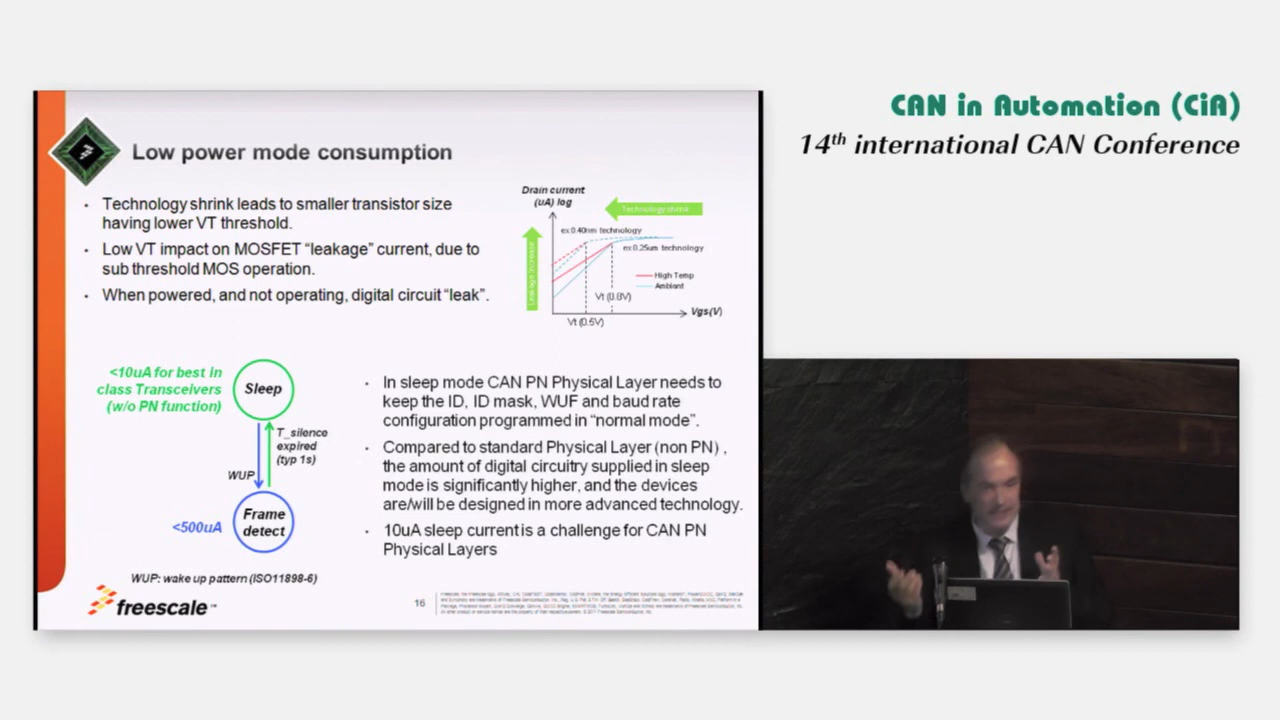 CAN in Automation (CiA)
14th international CAN Conference
Low power mode consumption
• Technology shrink leads to smaller transistor size
having lower VT threshold.
• Low VT impact on MOSFET “leakage” current, due to
sub threshold MOS operation.
• When powered, and not operating, digital circuit “leak”.
Drain current
(uA) log
Technology shrink
ex:0.40nm technology
ex:0.25um technology
High Temp
Ambiant
Vt (0.8V)
Vgs(V)
Vt (0.5V)
<10uA for best in
class Transceivers
(w/o PN function)
Sleep
T_silence
expired
(typ 1s)
WUP
Frame
detect
<500uA
WUP: wake up pattern (ISO11898-6)
• In sleep mode CAN PN Physical Layer needs to
keep the ID, ID mask, WUF and baud rate
configuration programmed in “normal mode”.
• Compared to standard Physical Layer (non PN) ,
the amount of digital circuitry supplied in sleep
mode is significantly higher, and the devices
are/will be designed in more advanced technology.
• 10uA sleep current is a challenge for CAN PN
Physical Layers
freescale™
16